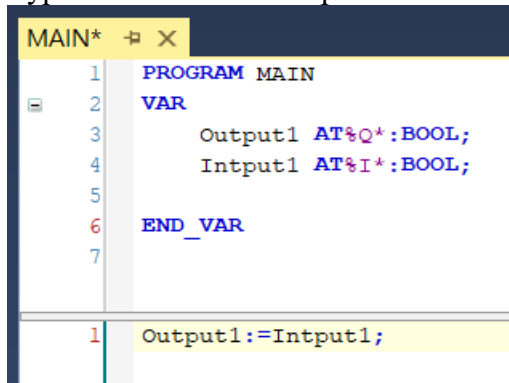 MAIN*
1 PROGRAM MAIN
2 VAR
3 Output1 AT%Q*:BOOL;
4 Intput1 AT%I*:BOOL;
5
6 END_VAR
7
1 Output1:=Intput1;